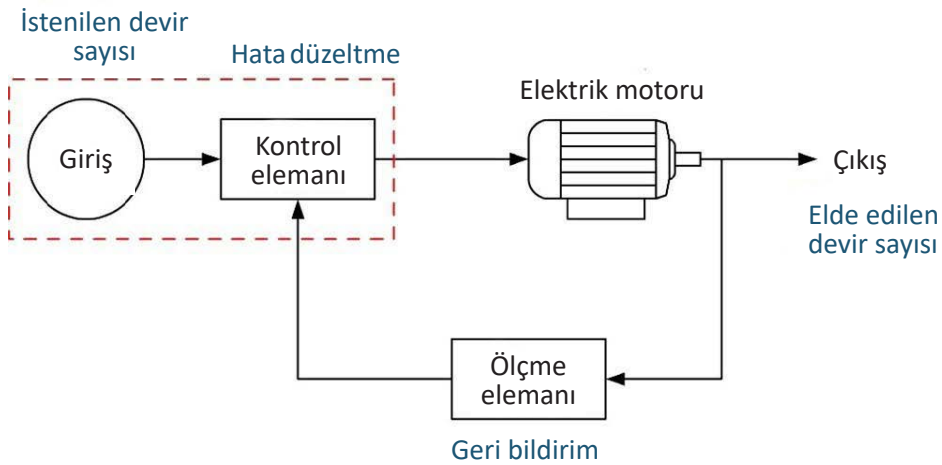 İstenilen devir
sayısı
Hata düzeltme
Elektrik motoru
Giriş
Kontrol
elemanı
Çıkış
Elde edilen
devir sayısı
Ölçme
elemanı
Geri bildirim